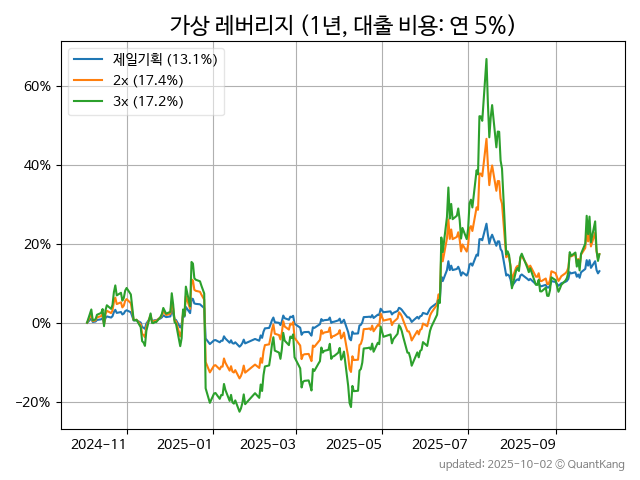 가상 레버리지 (1년, 대출 비용: 연 5%)
제일기획 (13.1%)
2x (17.4%)
3x (17.2%)
60%
40%
20%
0%
−20%
2024-11
2025-01
2025-03
2025-05
2025-07
2025-09
updated: 2025-10-02 © QuantKang